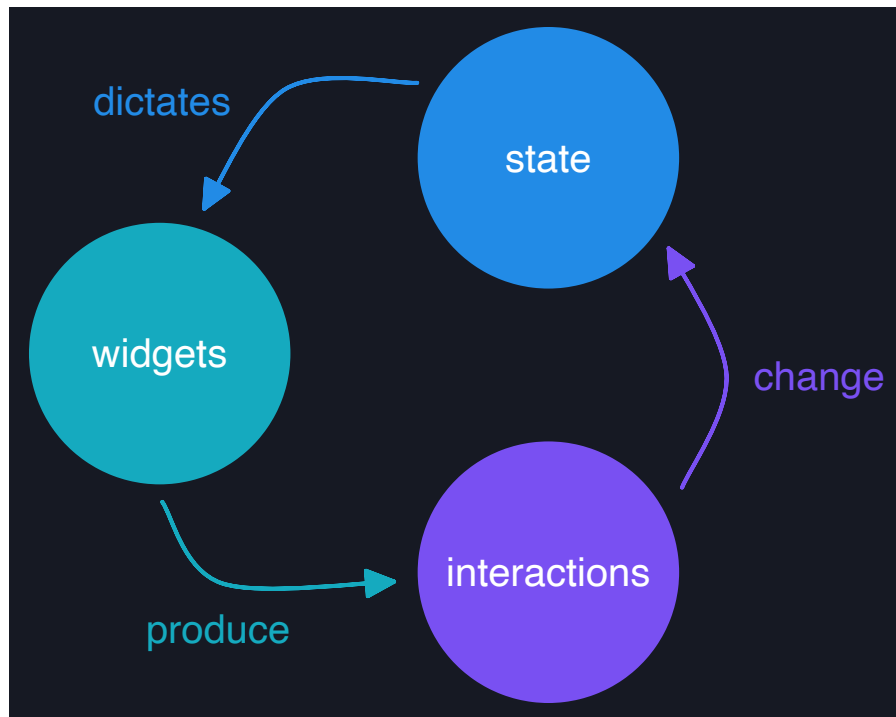 dictates
state
widgets
change
interactions
produce